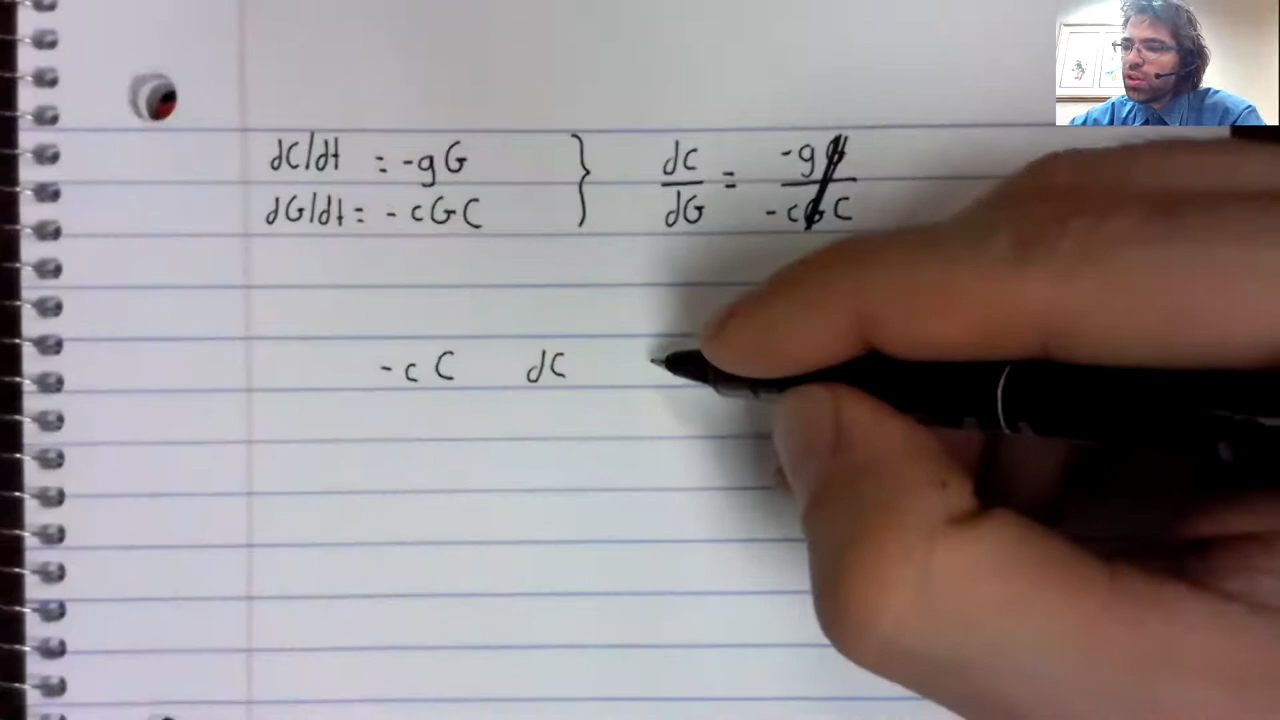 dC/dt = -gG
dG/dt = -cGC
dC/dG = -gG/-cGC
-cC dC